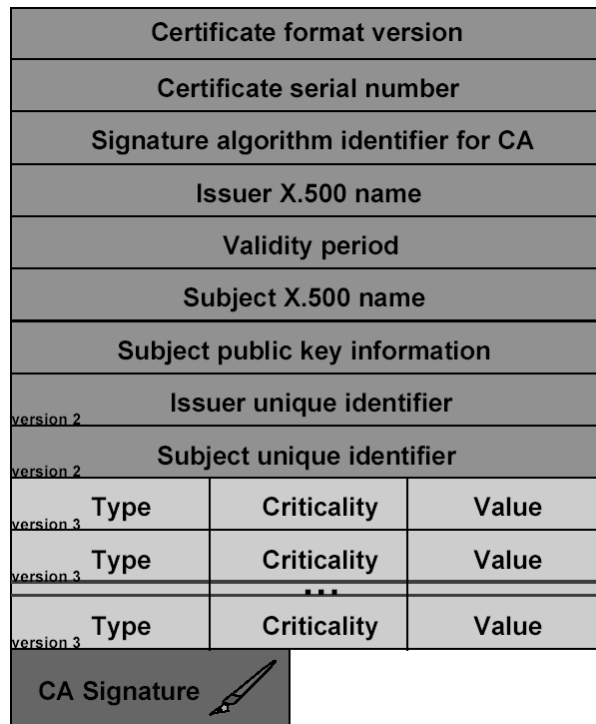 Certificate format version
Certificate serial number
Signature algorithm identifier for CA
Issuer X.500 name
Validity period
Subject X.500 name
Subject public key information
version 2 Issuer unique identifier
version 2 Subject unique identifier
version 3 Type Criticality Value
version 3 Type Criticality Value
...
version 3 Type Criticality Value
CA Signature